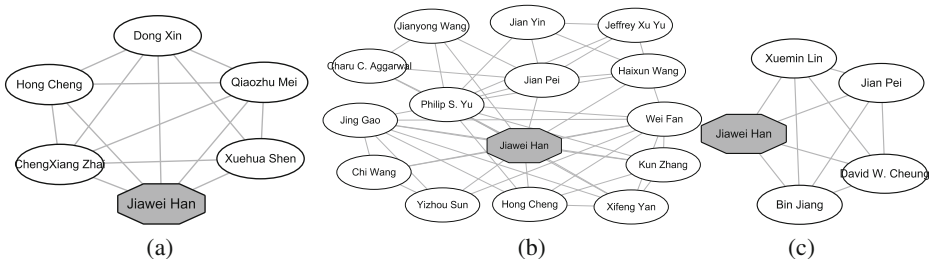 Dong Xin
Hong Cheng
Qiaozhu Mei
ChengXiang Zhai
Xuehua Shen
Jiawei Han
(a)
Jianyong Wang
Jian Yin
Jeffrey Xu Yu
Charu C. Aggarwal
Jian Pei
Haixun Wang
Philip S. Yu
Jing Gao
Wei Fan
Jiawei Han
Chi Wang
Kun Zhang
Yizhou Sun
Hong Cheng
Xifeng Yan
(b)
Xuemin Lin
Jian Pei
Jiawei Han
David W. Cheung
Bin Jiang
(c)